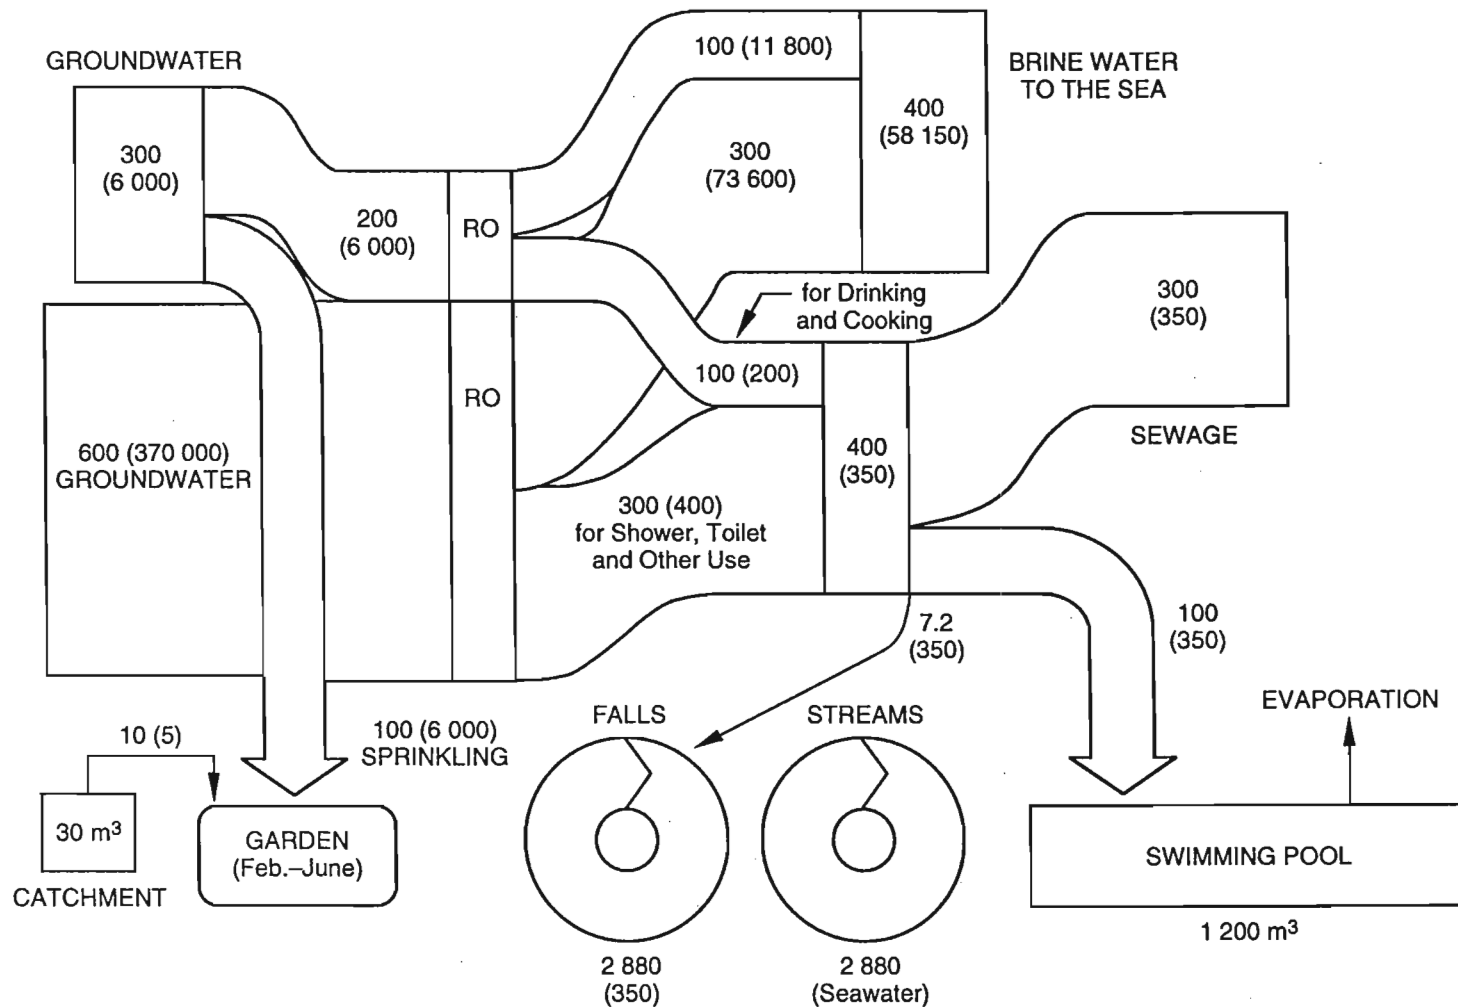 GROUNDWATER
300
(6 000)
200
(6 000)
RO
100 (11 800)
300
(73 600)
400
(58 150)
BRINE WATER
TO THE SEA
for Drinking
and Cooking
300
(350)
SEWAGE
600 (370 000)
GROUNDWATER
RO
100 (200)
400
(350)
300 (400)
for Shower, Toilet
and Other Use
7.2
(350)
100
(350)
10 (5)
100 (6 000)
SPRINKLING
FALLS
STREAMS
EVAPORATION
30 m³
CATCHMENT
GARDEN
(Feb.–June)
SWIMMING POOL
1 200 m³
2 880
(350)
2 880
(Seawater)